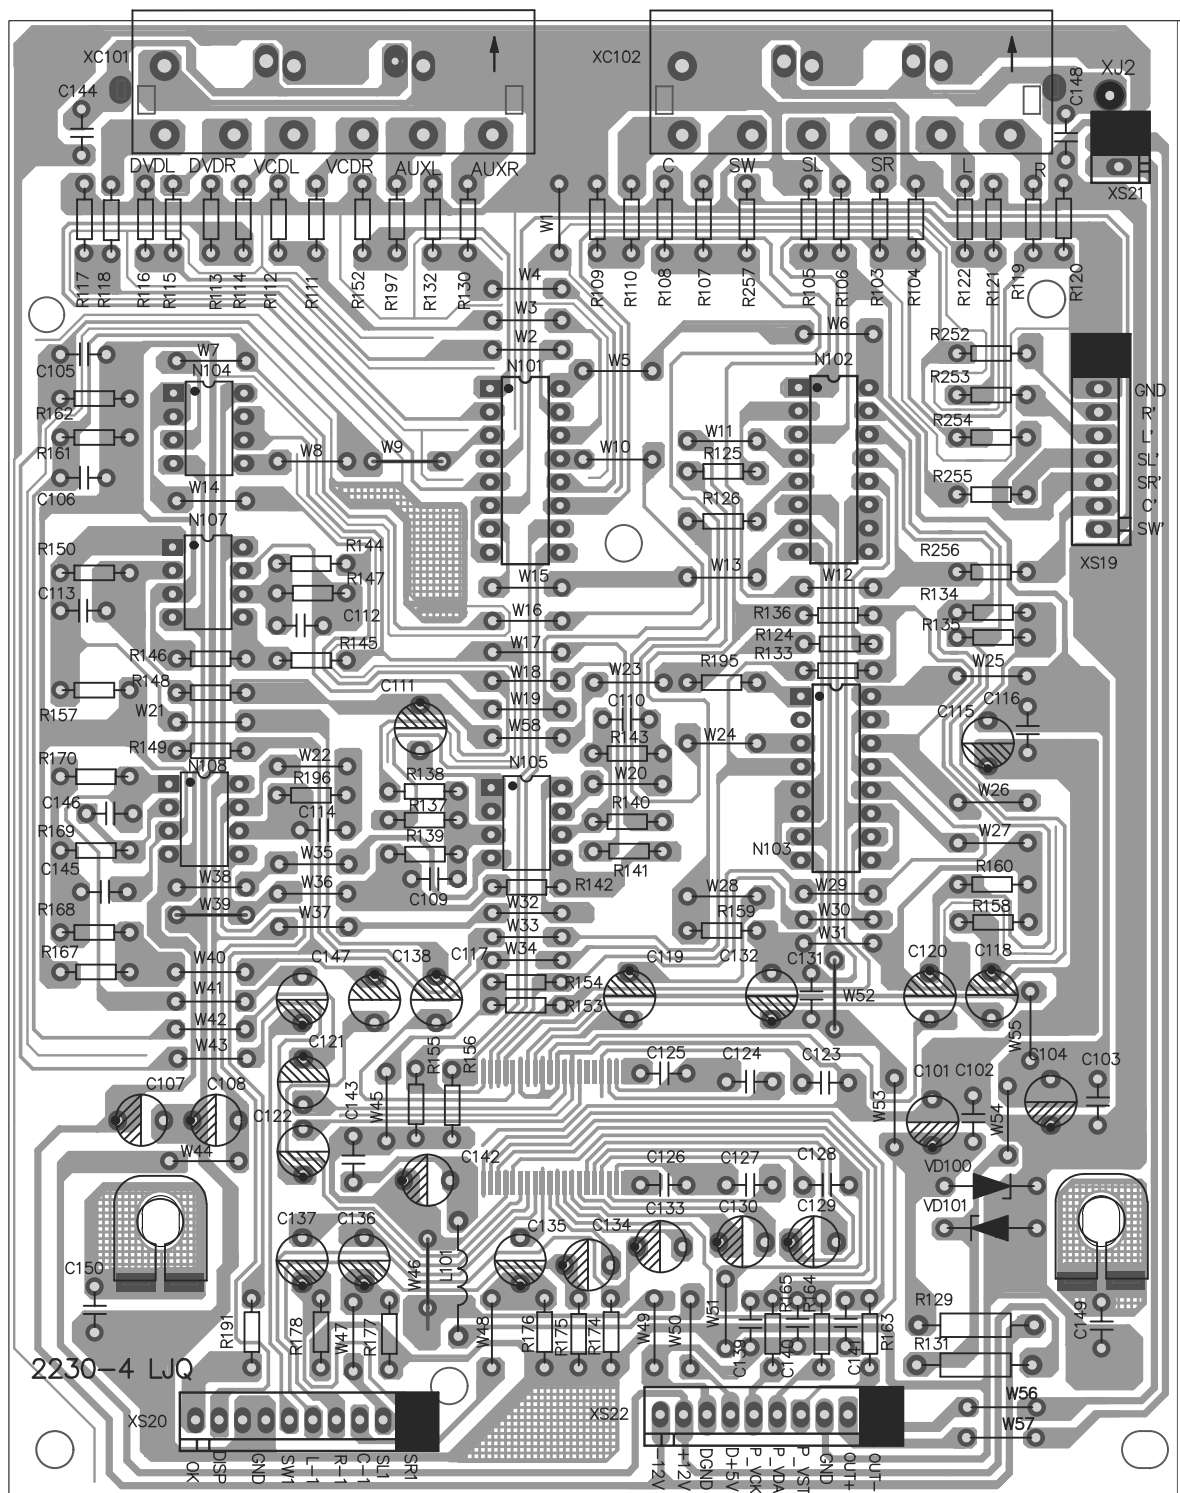 XC101
XC102
XJ2
C144
C148
DVDL DVDR VCDL VCDR AUXL AUXR
C SW SL SR L R
XS21
W1
R117 R118 R116 R115 R113 R114 R112 R111 R152 R197 R132 R130
R109 R110 R108 R107 R257 R105 R106 R103 R104 R122 R121 R119 R120
W4
W3
W2
W6
W7
W5
N101
N102
N104
C105
R162
R161
C106
R252
R253
R254
R255
R256
GND
R'
L'
SL'
SR'
C'
SW'
XS19
W8
W9
W10
W11
R125
R126
W14
N107
R150
C113
R144
R147
C112
R145
W13
W12
W15
W16
W17
W18
W19
W58
R136
R124
R133
R134
R135
R146
R148
R157
W21
R149
C111
W23
R195
W25
C110
C116
C115
R143
W24
R170
N108
W22
R196
R138
N105
W20
C146
C114
R137
R140
W26
R169
R139
R141
N103
W27
C145
W35
W38
W36
C109
R142
R160
W39
W28
W29
R168
W37
W32
R159
W30
R158
R167
W33
W31
W40
C147
C138
C117
W34
C119
C132
C131
C120
C118
W41
R154
W52
R153
W42
W55
W43
C121
R155
R156
C125
C124
C123
C104
C103
C107
C108
C122
C143
W45
W53
C101
C102
W54
W44
C142
C126
C127
C128
VD100
VD101
C137
C136
C135
C134
C133
C130
C129
C150
W46
L101
R191
R178
W47
R177
W48
R176
R175
R174
W49
W50
W51
C139
R165
C140
R164
C141
R163
R129
R131
C149
2230-4 LJQ
XS20
XS22
W56
W57
OK DISP GND SW1 L-1 R-1 C-1 SL1 SR1
-12V +12V DGND D+5V P_VCK P_VDA P_VST GND OUT+ OUT-